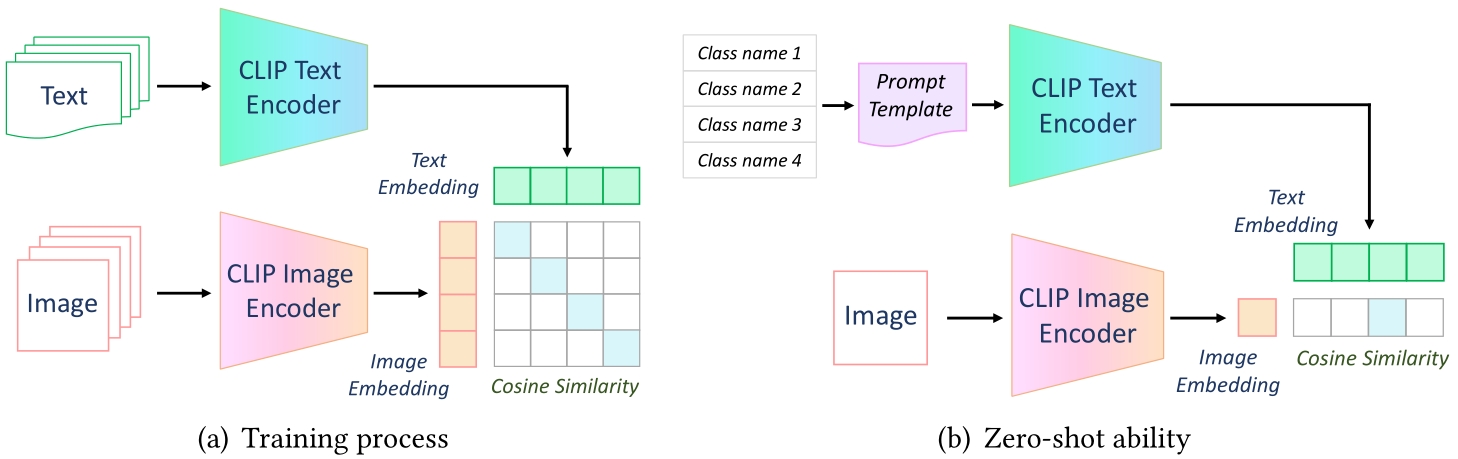 Text
CLIP Text
Encoder
Text
Embedding
Image
CLIP Image
Encoder
Image
Embedding
Cosine Similarity
(a) Training process
Class name 1
Class name 2
Class name 3
Class name 4
Prompt
Template
CLIP Text
Encoder
Text
Embedding
Image
CLIP Image
Encoder
Image
Embedding
Cosine Similarity
(b) Zero-shot ability